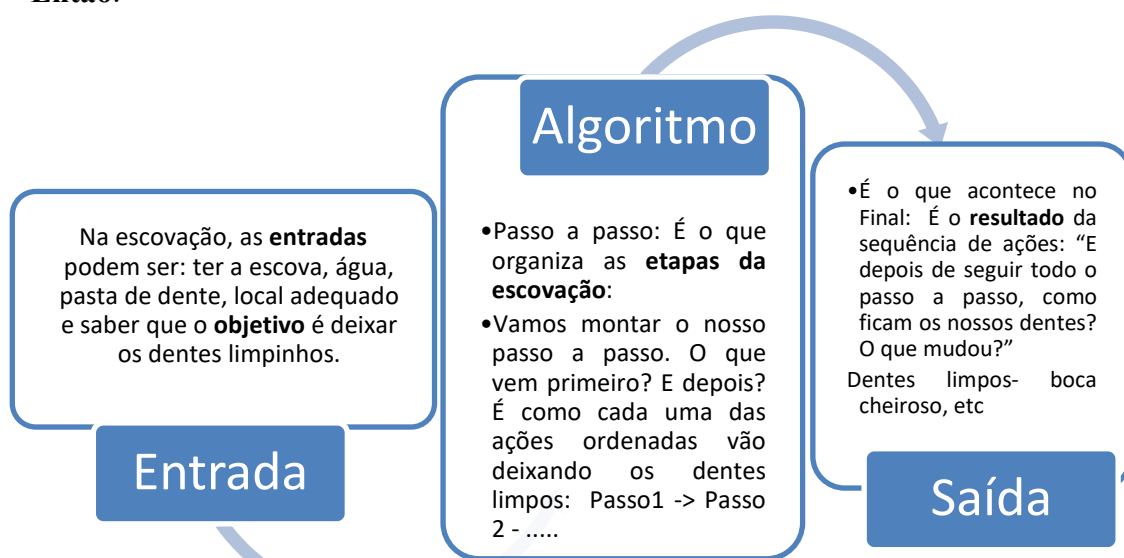 Na escovação, as entradas
podem ser: ter a escova, água,
pasta de dente, local adequado
e saber que o objetivo é deixar
os dentes limpinhos.
Entrada
Algoritmo
•Passo a passo: É o que
organiza as etapas da
escovação:
•Vamos montar o nosso
passo a passo. O que
vem primeiro? E depois?
É como cada uma das
ações ordenadas vão
deixando os dentes
limpos: Passo1 -> Passo
2 - .....
•É o que acontece no
Final: É o resultado da
sequência de ações: “E
depois de seguir todo o
passo a passo, como
ficam os nossos dentes?
O que mudou?”
Dentes limpos- boca
cheiroso, etc
Saída